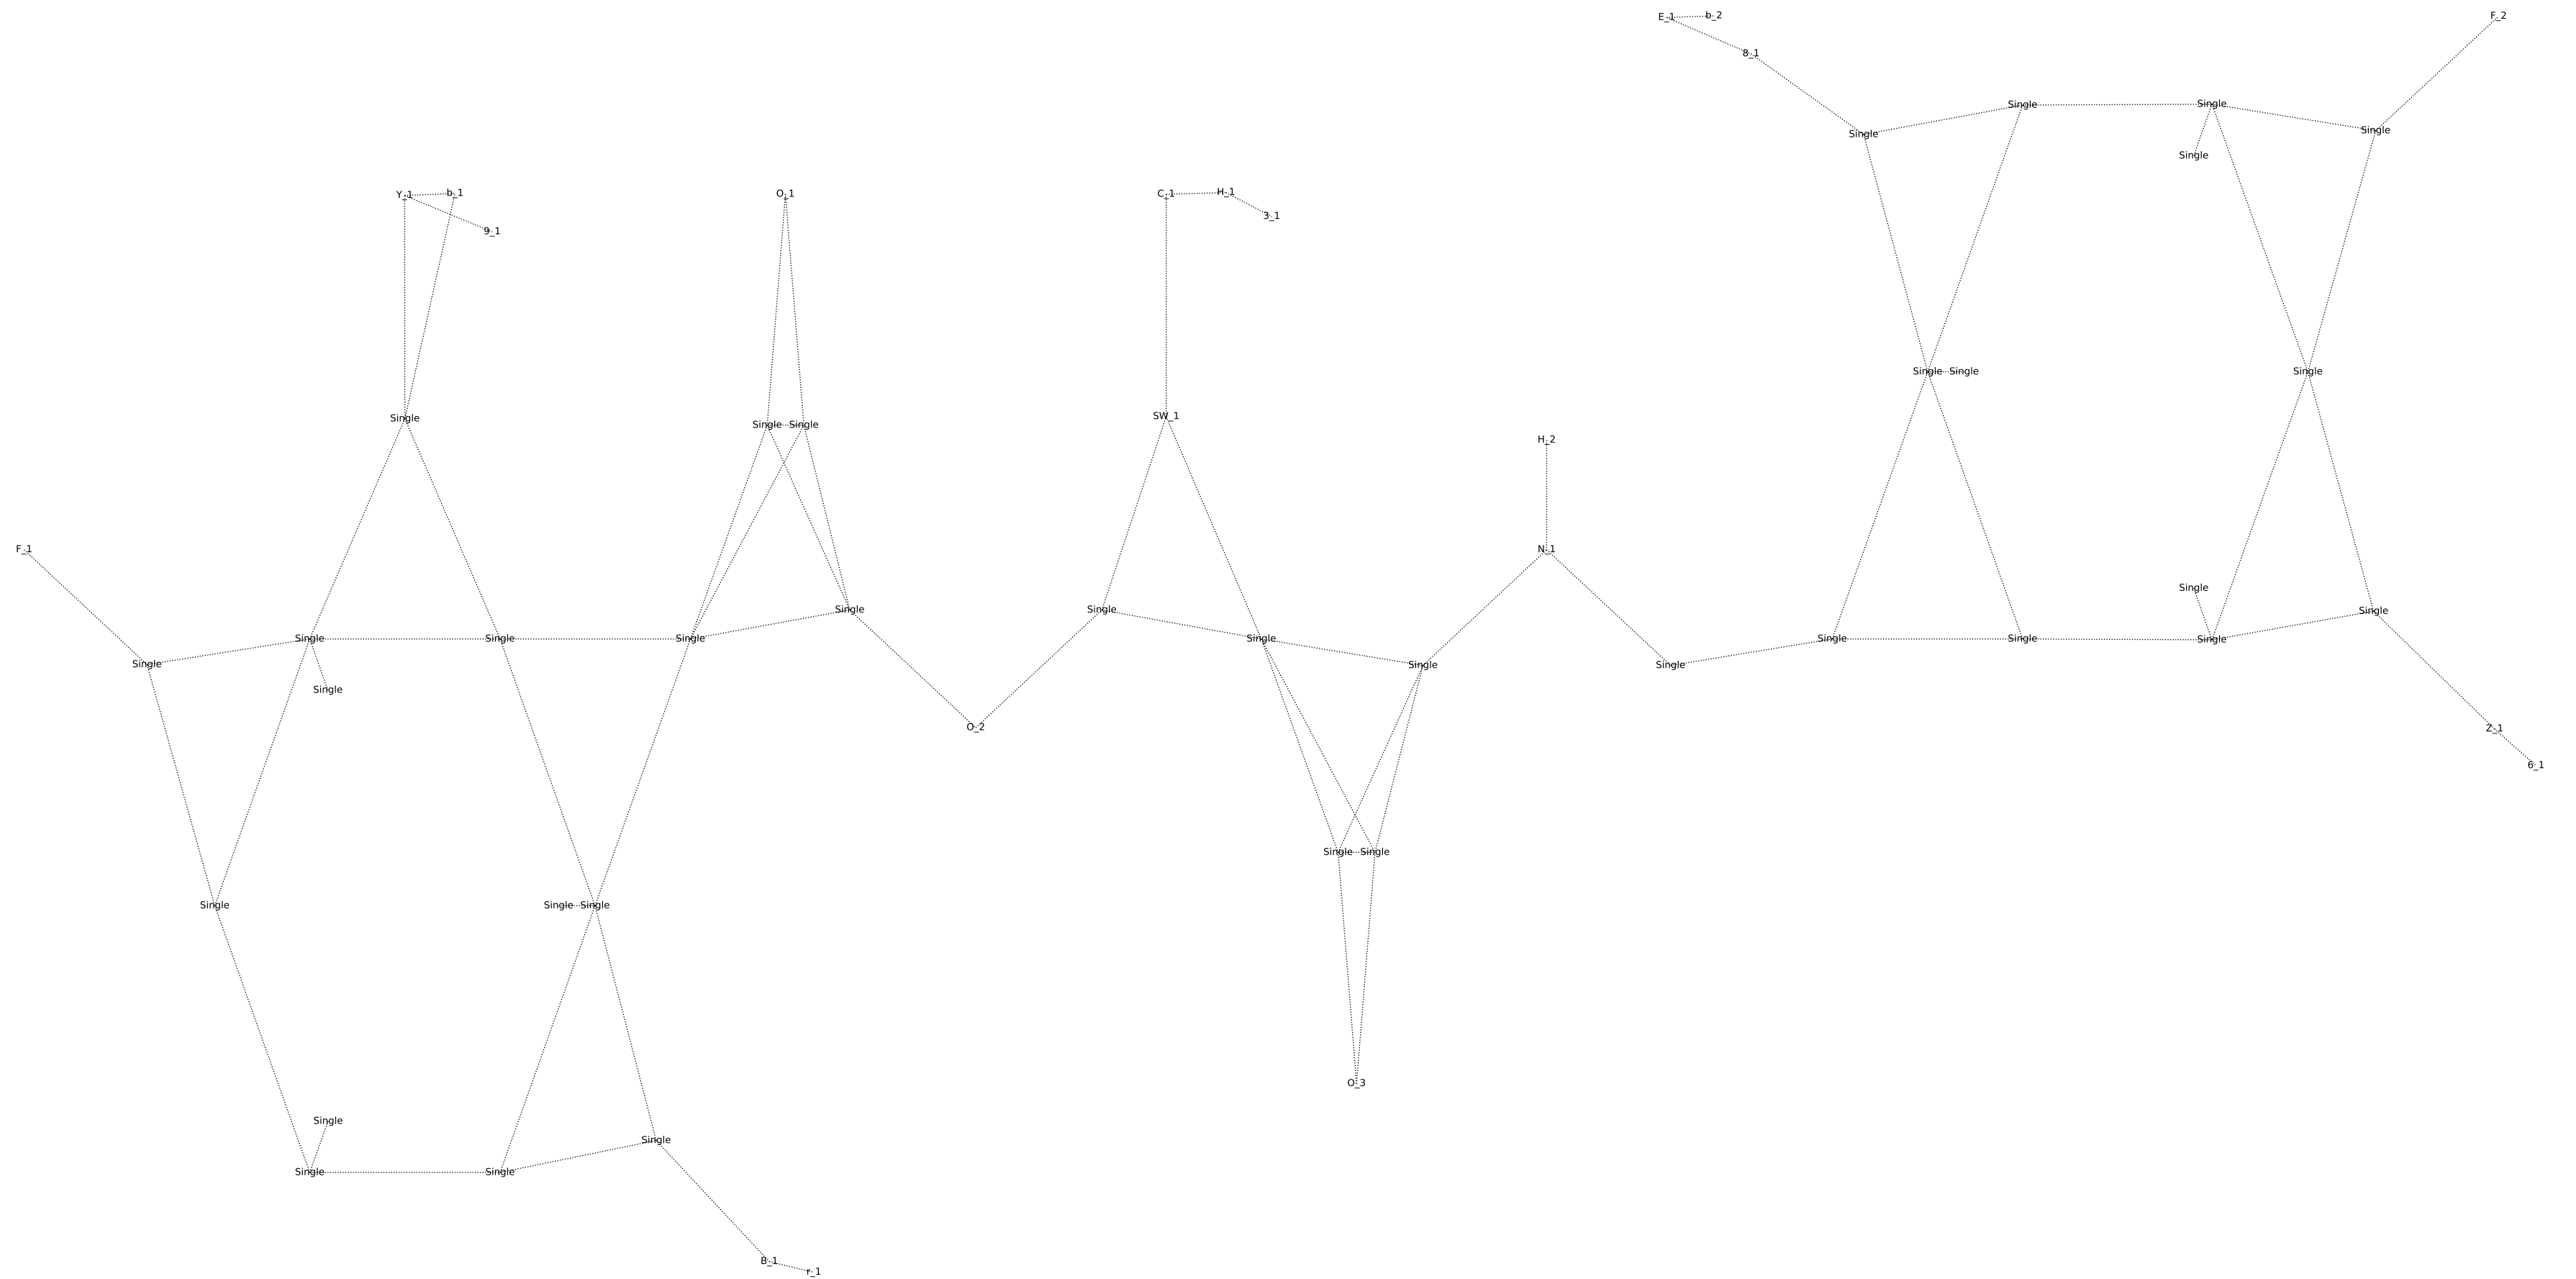 E_1 b_2 F_2
8_1
Single Single
Single Single
Single
Y_1 b_1 O_1 C_1 H_1
3_1
9_1
Single Single Single
SW_1
Single
Single Single
H_2
F_1 N_1
Single
Single Single Single
Single Single Single Single Single Single Single
Single Single Single
Single
O_2 Z_1
6_1
Single Single
Single Single Single
O_3
Single
Single
Single Single
B_1
r_1